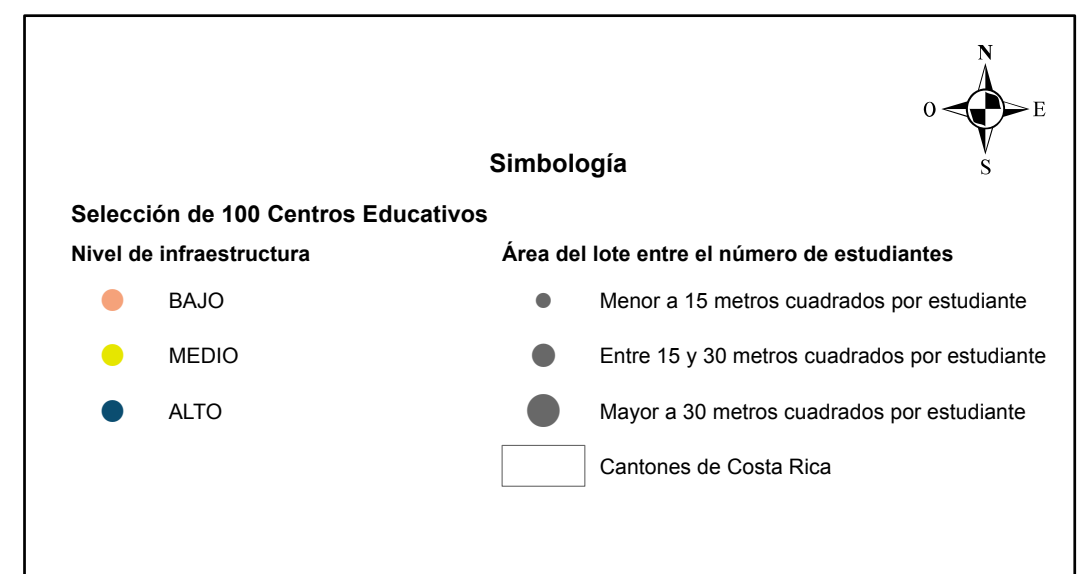 N
O E
S
Simbología
Selección de 100 Centros Educativos
Nivel de infraestructura
BAJO
MEDIO
ALTO
Área del lote entre el número de estudiantes
Menor a 15 metros cuadrados por estudiante
Entre 15 y 30 metros cuadrados por estudiante
Mayor a 30 metros cuadrados por estudiante
Cantones de Costa Rica